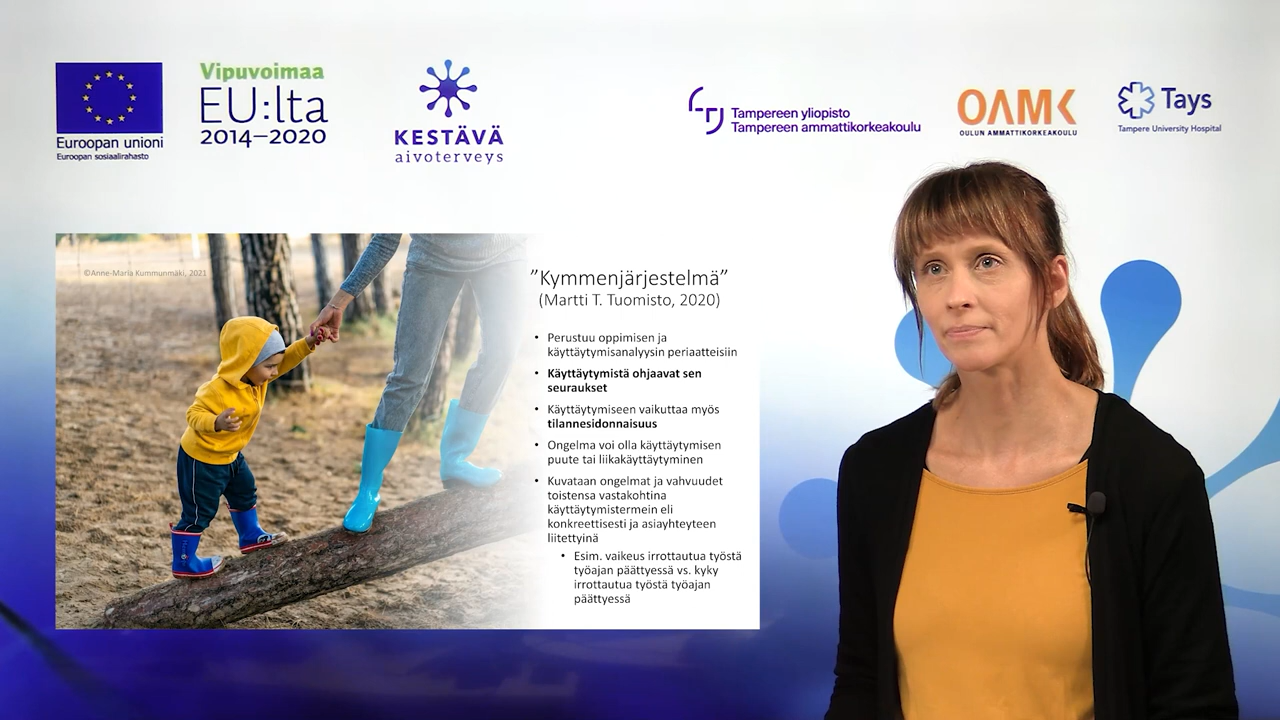 Euroopan unioni
Euroopan sosiaalirahasto
Vipuvoimaa
EU:lta
2014–2020
KESTÄVÄ
aivoterveys
Tampereen yliopisto
Tampereen ammattikorkeakoulu
OAMK
OULUN AMMATTIKORKEAKOULU
Tays
Tampere University Hospital
©Anne-Maria Kummunmäki, 2021
”Kymmenjärjestelmä”
(Martti T. Tuomisto, 2020)
• Perustuu oppimisen ja
käyttäytymisanalyysin periaatteisiin
• Käyttäytymistä ohjaavat sen
seuraukset
• Käyttäytymiseen vaikuttaa myös
tilannesidonnaisuus
• Ongelma voi olla käyttäytymisen
puute tai liikakäyttäytyminen
• Kuvataan ongelmat ja vahvuudet
toistensa vastakohtina
käyttäytymistermein eli
konkreettisesti ja asiayhteyteen
liitettyinä
• Esim. vaikeus irrottautua työstä
työajan päättyessä vs. kyky
irrottautua työstä työajan
päättyessä